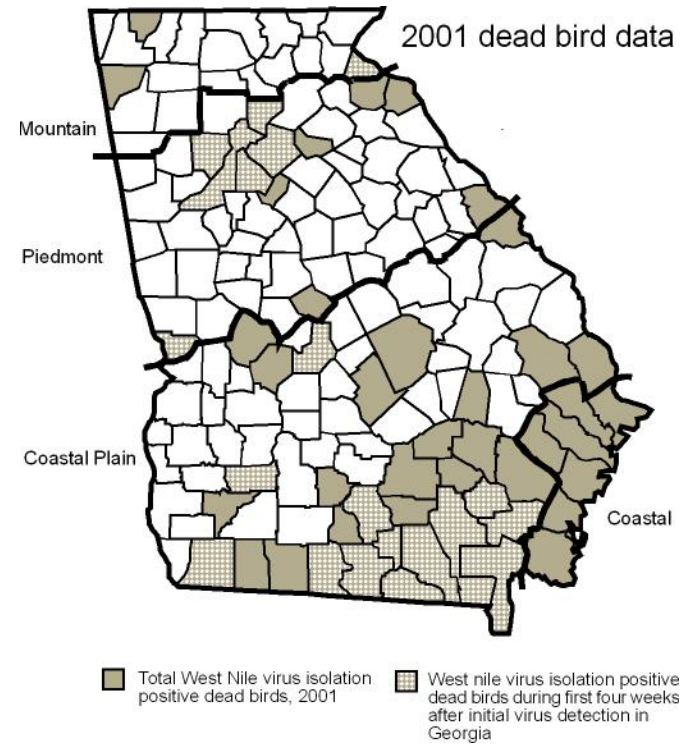 2001 dead bird data
Mountain
Piedmont
Coastal Plain
Coastal
Total West Nile virus isolation
positive dead birds, 2001
West nile virus isolation positive
dead birds during first four weeks
after initial virus detection in
Georgia